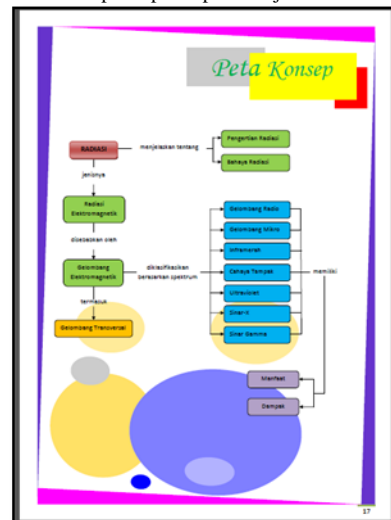 Peta Konsep
RADIASI
menjelaskan tentang
Pengertian Radiasi
Bahaya Radiasi
jenisnya
Radiasi
Elektromagnetik
disebabkan oleh
Gelombang
Elektromagnetik
diklasifikasikan
berdasarkan spektrum
Gelombang Radio
Gelombang Mikro
Inframerah
Cahaya Tampak
Ultraviolet
Sinar-X
Sinar Gamma
memiliki
termasuk
Gelombang Transversal
Manfaat
Dampak
17